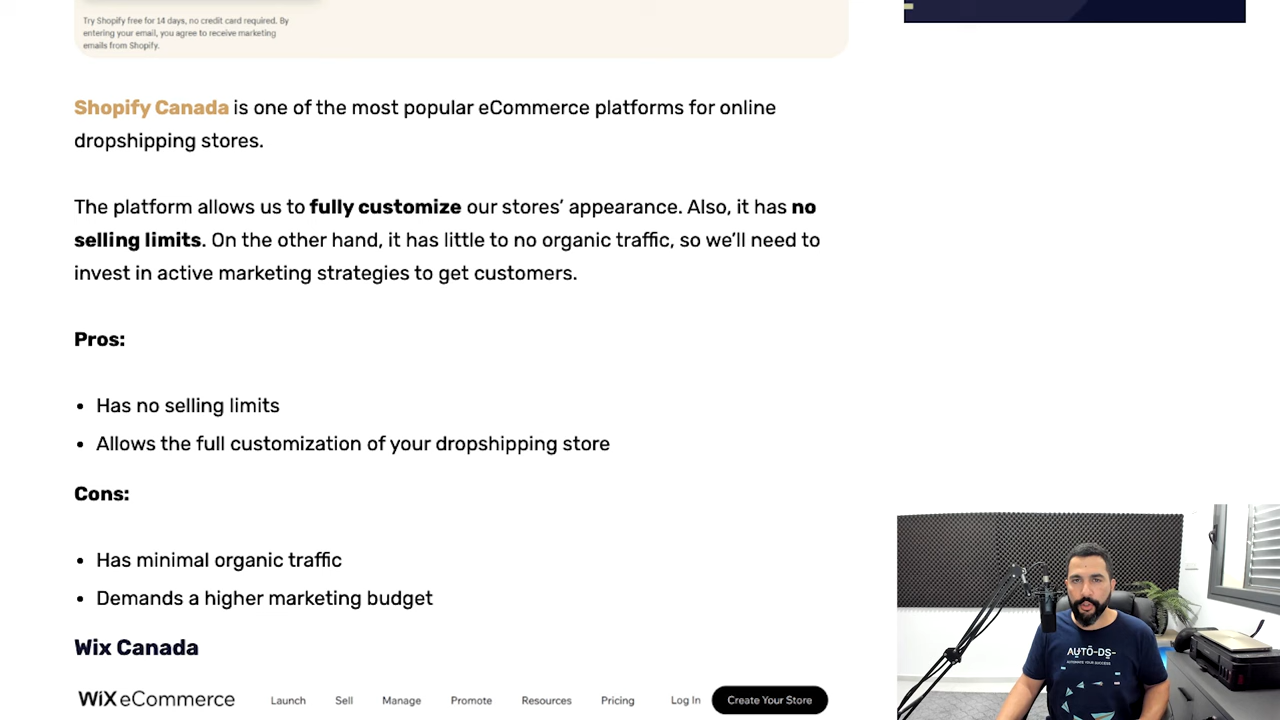 Try Shopify free for 14 days, no credit card required. By
entering your email, you agree to receive marketing
emails from Shopify.
Shopify Canada is one of the most popular eCommerce platforms for online
dropshipping stores.
The platform allows us to fully customize our stores’ appearance. Also, it has no
selling limits. On the other hand, it has little to no organic traffic, so we’ll need to
invest in active marketing strategies to get customers.
Pros:
• Has no selling limits
• Allows the full customization of your dropshipping store
Cons:
• Has minimal organic traffic
• Demands a higher marketing budget
Wix Canada
WiX eCommerce Launch Sell Manage Promote Resources Pricing Log In Create Your Store
AUTO-DS-
AUTOMATE YOUR SUCCESS